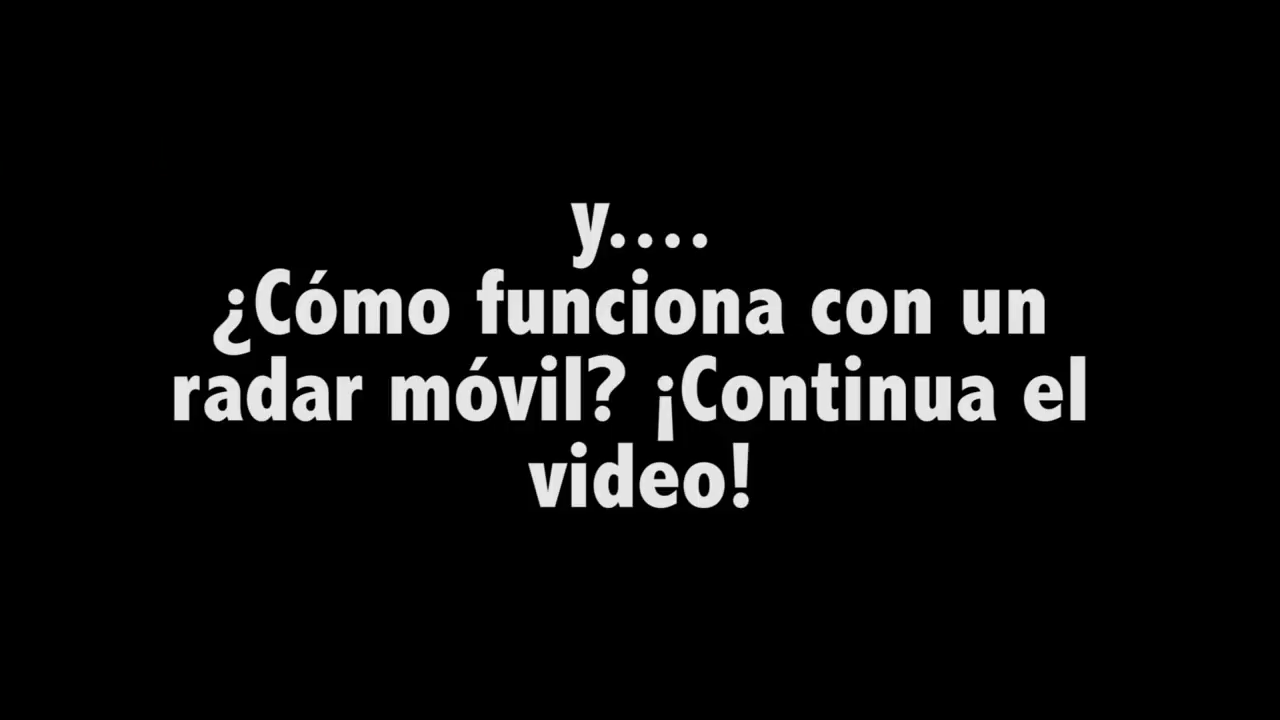 y....
¿Cómo funciona con un
radar móvil? ¡Continua el
video!